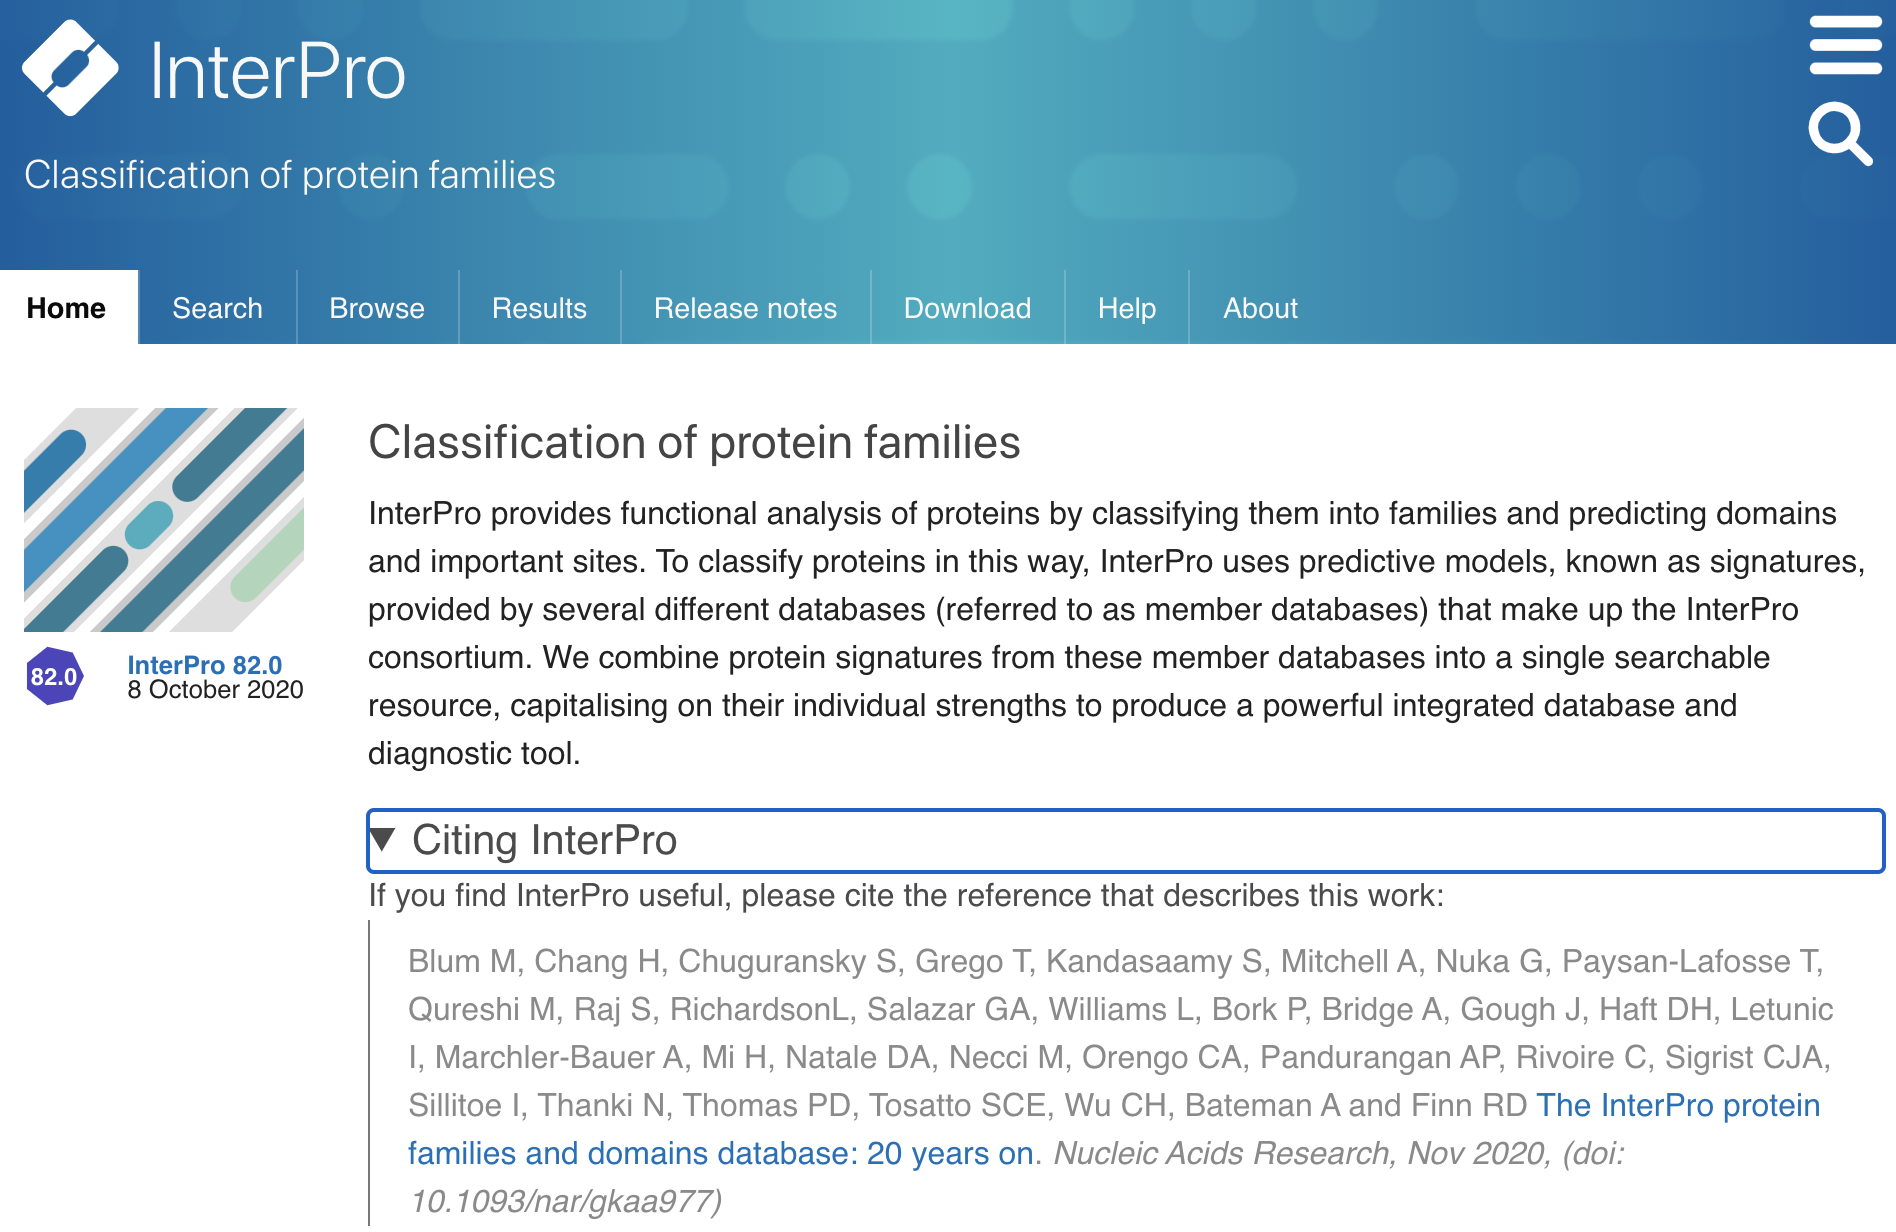 InterPro
Classification of protein families
Home Search Browse Results Release notes Download Help About
Classification of protein families
InterPro provides functional analysis of proteins by classifying them into families and predicting domains
and important sites. To classify proteins in this way, InterPro uses predictive models, known as signatures,
provided by several different databases (referred to as member databases) that make up the InterPro
consortium. We combine protein signatures from these member databases into a single searchable
resource, capitalising on their individual strengths to produce a powerful integrated database and
diagnostic tool.
82.0 InterPro 82.0
8 October 2020
Citing InterPro
If you find InterPro useful, please cite the reference that describes this work:
Blum M, Chang H, Chuguransky S, Grego T, Kandasaamy S, Mitchell A, Nuka G, Paysan-Lafosse T,
Qureshi M, Raj S, RichardsonL, Salazar GA, Williams L, Bork P, Bridge A, Gough J, Haft DH, Letunic
I, Marchler-Bauer A, Mi H, Natale DA, Necci M, Orengo CA, Pandurangan AP, Rivoire C, Sigrist CJA,
Sillitoe I, Thanki N, Thomas PD, Tosatto SCE, Wu CH, Bateman A and Finn RD The InterPro protein
families and domains database: 20 years on. Nucleic Acids Research, Nov 2020, (doi:
10.1093/nar/gkaa977)